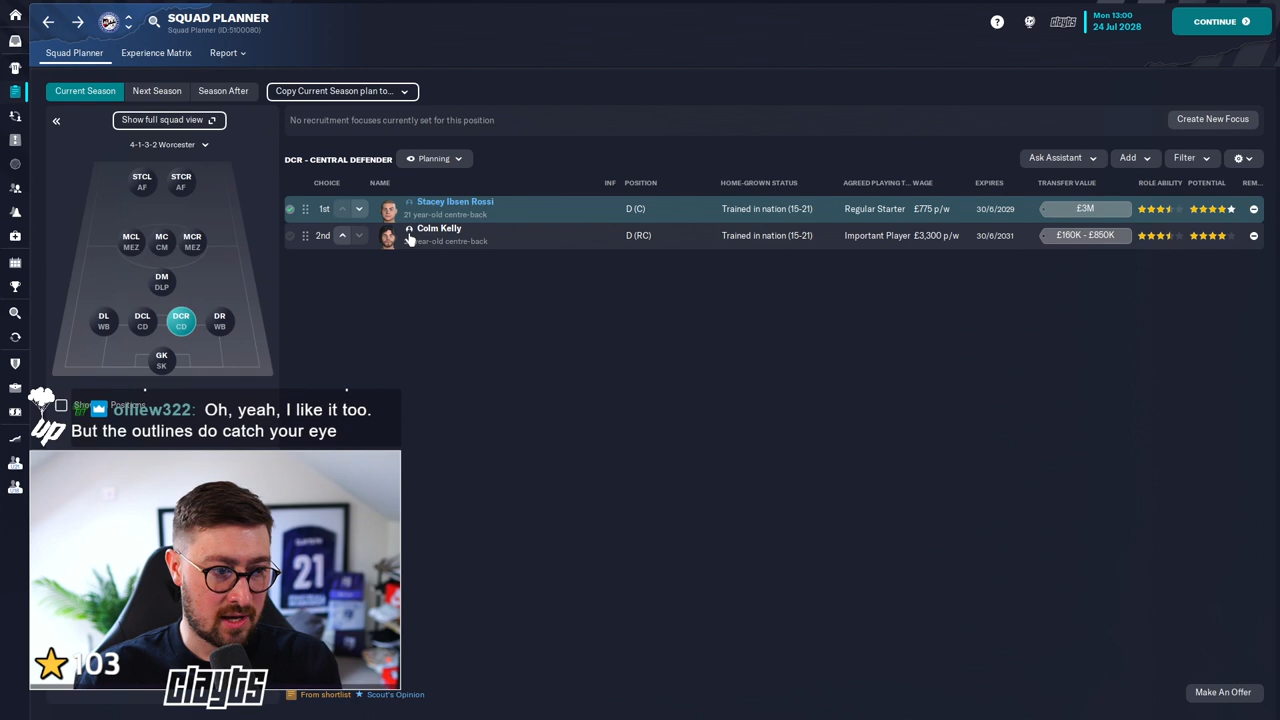 SQUAD PLANNER
Squad Planner (ID:5100080)
clayts
Mon 13:00
24 Jul 2028
CONTINUE
Squad Planner
Experience Matrix
Report
Current Season
Next Season
Season After
Copy Current Season plan to...
Show full squad view
4-1-3-2 Worcester
No recruitment focuses currently set for this position
Create New Focus
DCR - CENTRAL DEFENDER
Planning
Ask Assistant
Add
Filter
CHOICE NAME INF POSITION HOME-GROWN STATUS AGREED PLAYING T... WAGE EXPIRES TRANSFER VALUE ROLE ABILITY POTENTIAL REM...
1st Stacey Ibsen Rossi D (C) Trained in nation (15-21) Regular Starter £775 p/w 30/6/2029 £3M
21 year-old centre-back
2nd Colm Kelly D (RC) Trained in nation (15-21) Important Player £3,300 p/w 30/6/2031 £160K - £850K
year-old centre-back
STCL STCR
AF AF
MCL MC MCR
MEZ CM MEZ
DM
DLP
DL DCL DCR DR
WB CD CD WB
GK
SK
olliew322: Oh, yeah, I like it too.
But the outlines do catch your eye
UP
21
103
clayts
From shortlist
Scout's Opinion
Make An Offer